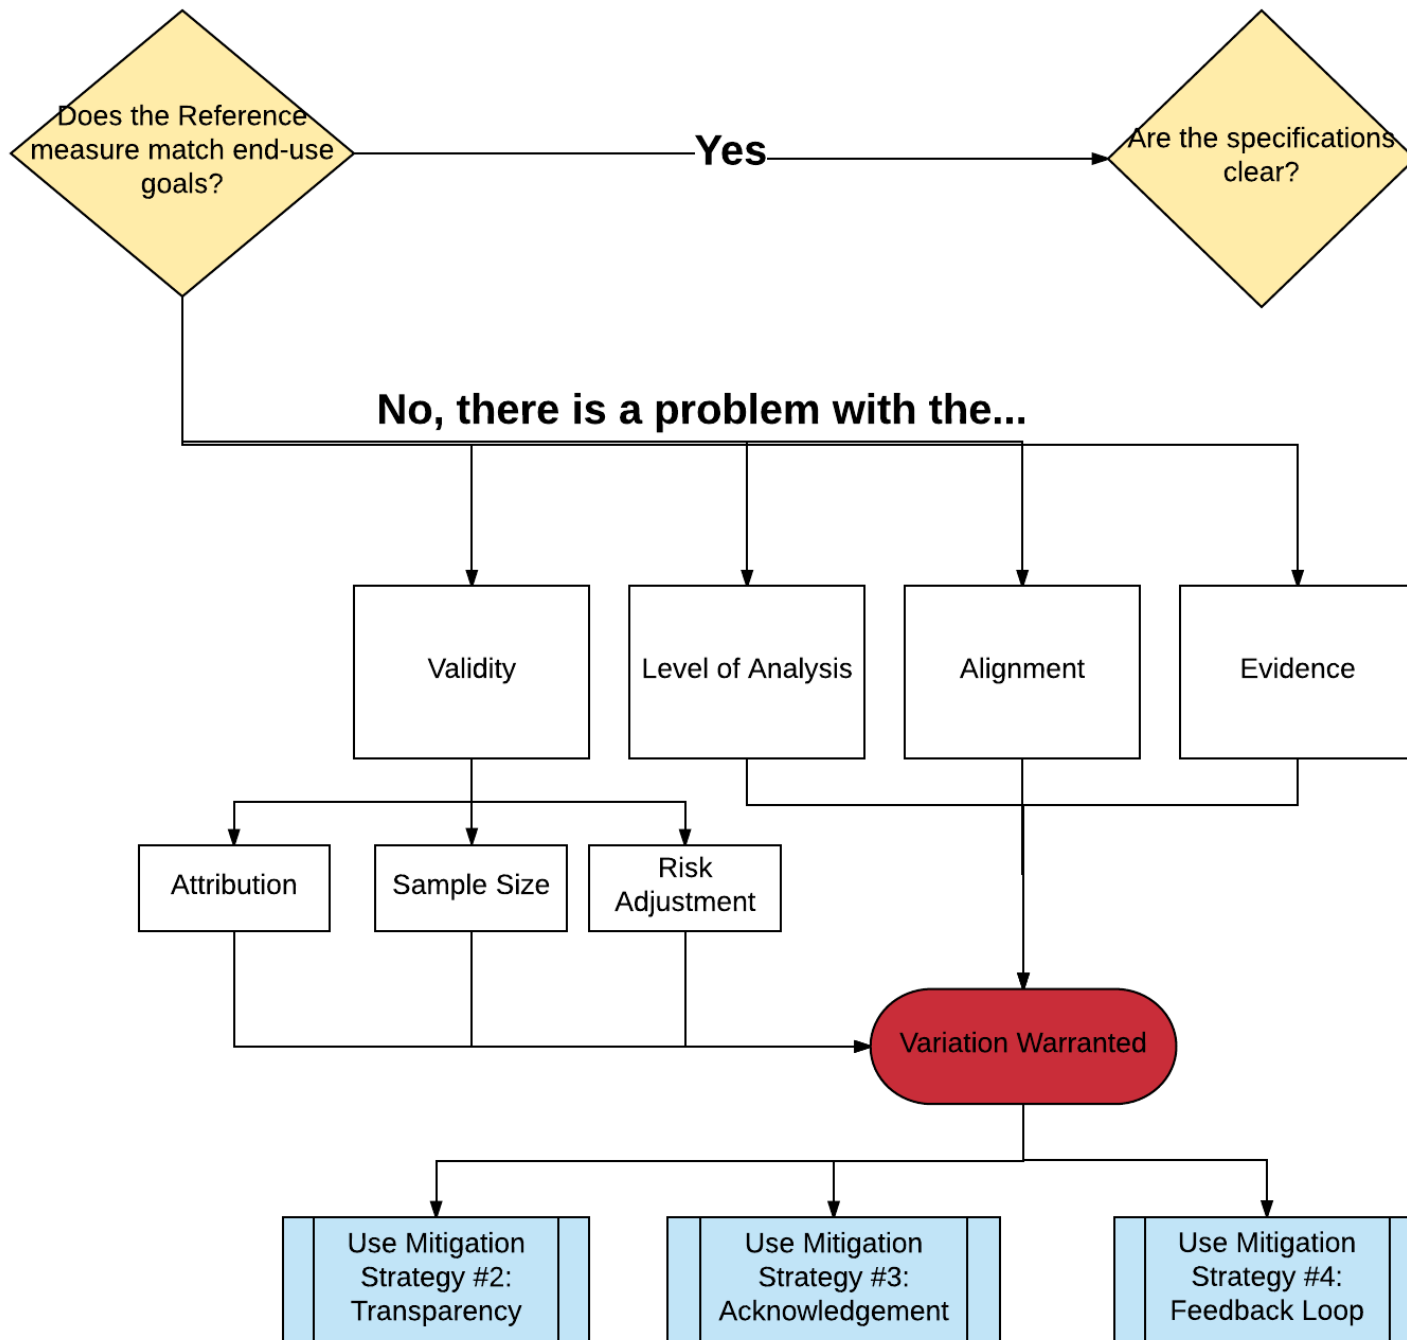 Does the Reference
measure match end-use
goals?
Yes
Are the specifications
clear?
No, there is a problem with the...
Validity
Level of Analysis
Alignment
Evidence
Attribution
Sample Size
Risk
Adjustment
Variation Warranted
Use Mitigation
Strategy #2:
Transparency
Use Mitigation
Strategy #3:
Acknowledgement
Use Mitigation
Strategy #4:
Feedback Loop